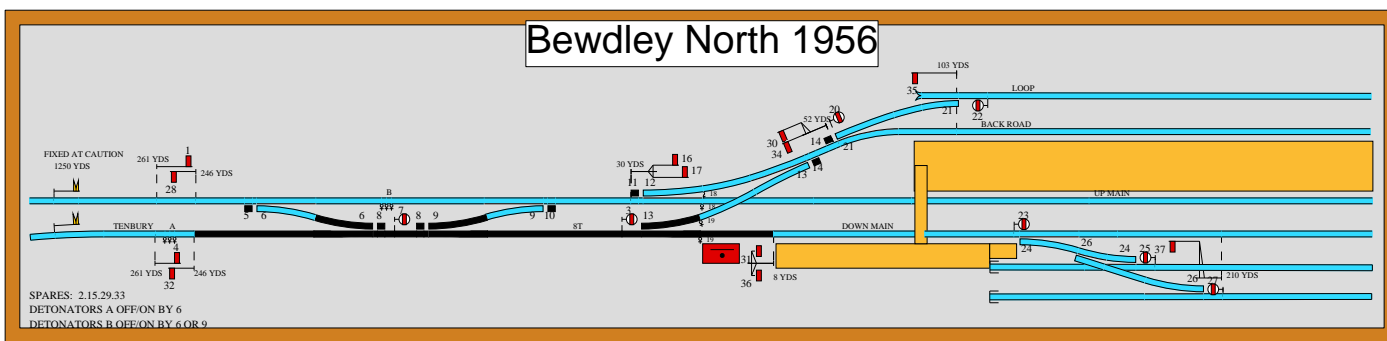 Bewdley North 1956
103 YDS
35
LOOP
21
22
20
52 YDS
BACK ROAD
30
14
21
34
14
13
FIXED AT CAUTION
1250 YDS
261 YDS
1
246 YDS
28
30 YDS
16
17
11
12
18
UP MAIN
B
5
6
6
8
7
8
9
9
10
3
13
18
19
TENBURY
A
8T
DOWN MAIN
19
23
24
26
24
25
37
4
261 YDS
246 YDS
32
31
36
8 YDS
26
27
210 YDS
SPARES: 2.15.29.33
DETONATORS A OFF/ON BY 6
DETONATORS B OFF/ON BY 6 OR 9